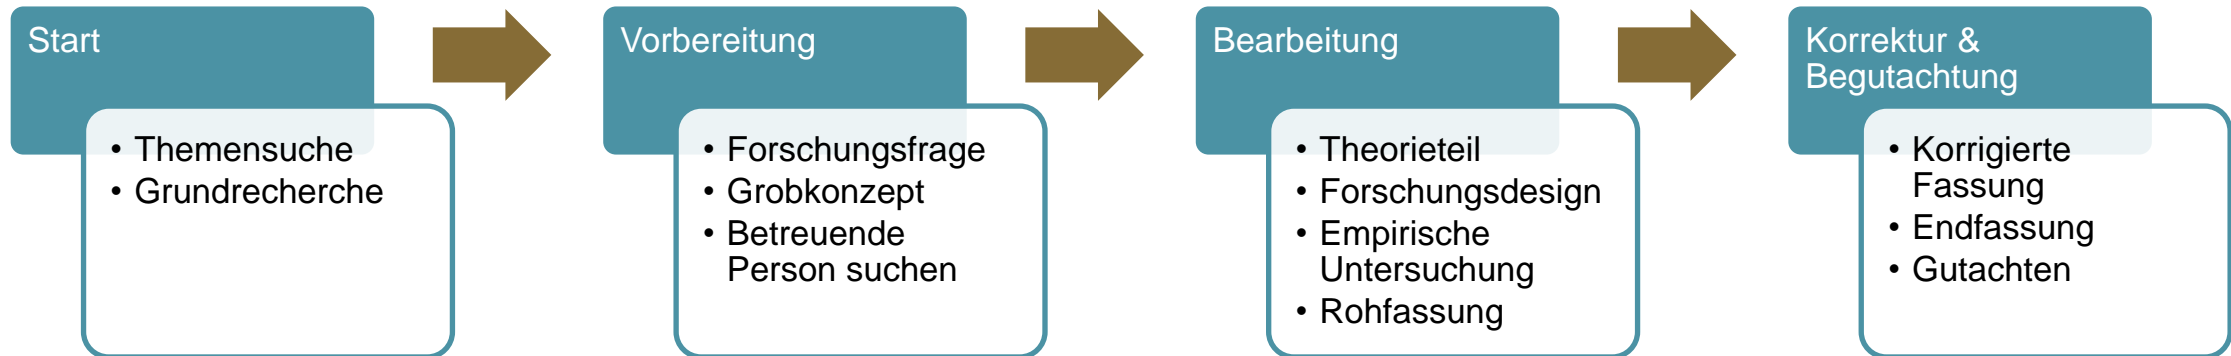 Start
• Themensuche
• Grundrecherche
Vorbereitung
• Forschungsfrage
• Grobkonzept
• Betreuende
Person suchen
Bearbeitung
• Theorieteil
• Forschungsdesign
• Empirische
Untersuchung
• Rohfassung
Korrektur &
Begutachtung
• Korrigierte
Fassung
• Endfassung
• Gutachten